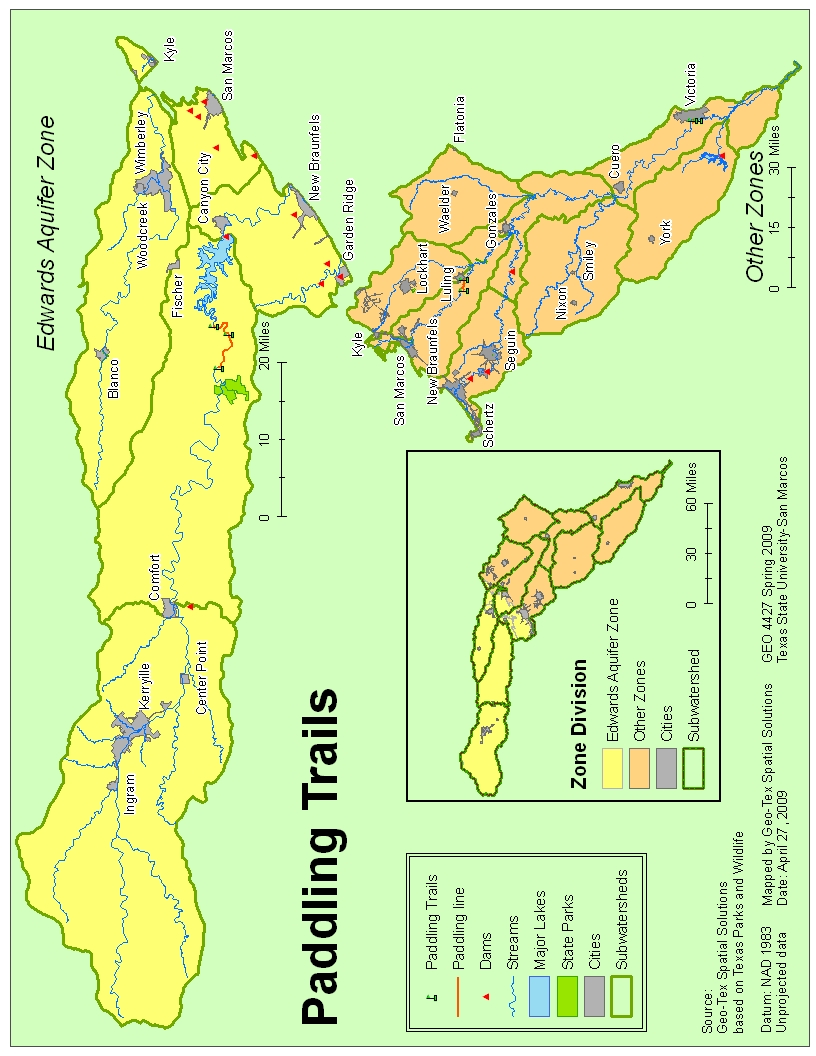 Edwards Aquifer Zone
Kyle
San Marcos
Wimberley
Woodcreek
Canyon City
New Braunfels
Garden Ridge
Fischer
Blanco
Comfort
Kerryille
Center Point
Ingram
0 10 20 Miles
Paddling Trails
Flatonia
Victoria
Waelder
Cuero
Gonzales
Lockhart
Luling
Kyle
San Marcos
New Braunfels
Seguin
Schertz
Nixon
Smiley
York
Other Zones
0 15 30 Miles
Paddling Trails
Paddling line
Dams
Streams
Major Lakes
State Parks
Cities
Subwatersheds
Zone Division
Edwards Aquifer Zone
Other Zones
Cities
Subwatershed
0 30 60 Miles
Source:
Geo-Tex Spatial Solutions
based on Texas Parks and Wildlife
Datum: NAD 1983 Mapped by Geo-Tex Spatial Solutions GEO 4427 Spring 2009
Unprojected data Date: April 27, 2009 Texas State University-San Marcos